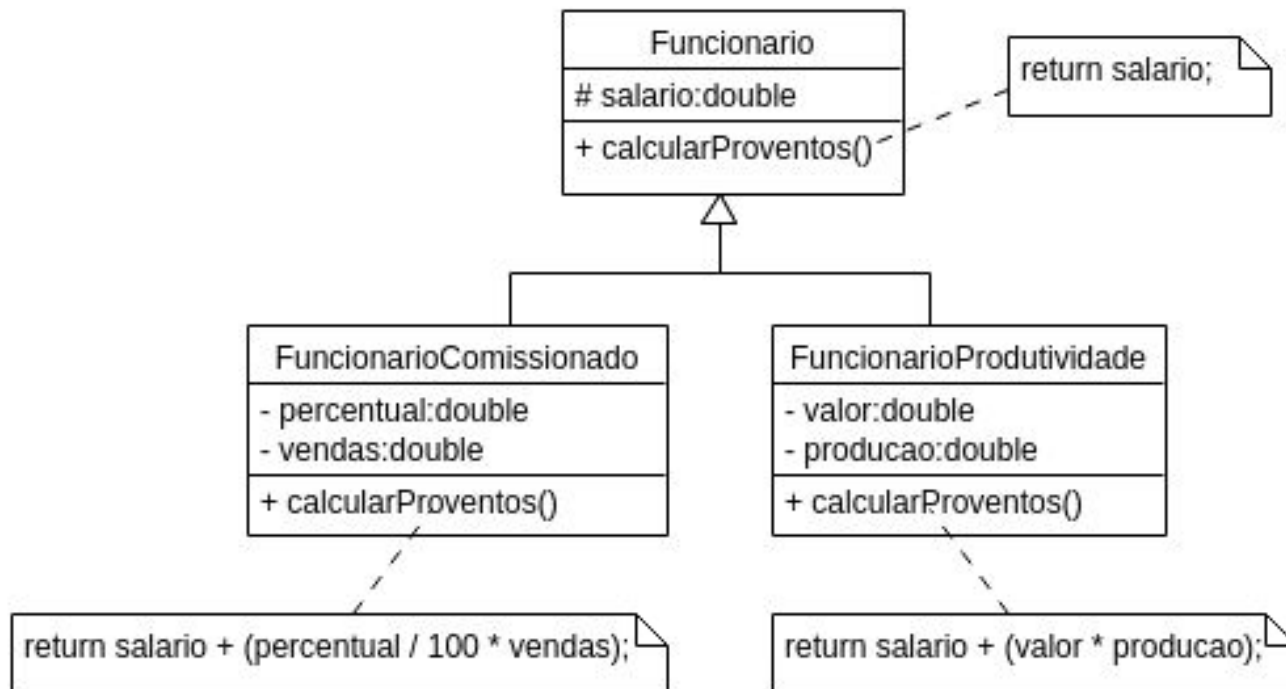 Funcionario
# salario:double
+ calcularProventos()
return salario;
FuncionarioComissionado
- percentual:double
- vendas:double
+ calcularProventos()
FuncionarioProdutividade
- valor:double
- producao:double
+ calcularProventos()
return salario + (percentual / 100 * vendas);
return salario + (valor * producao);